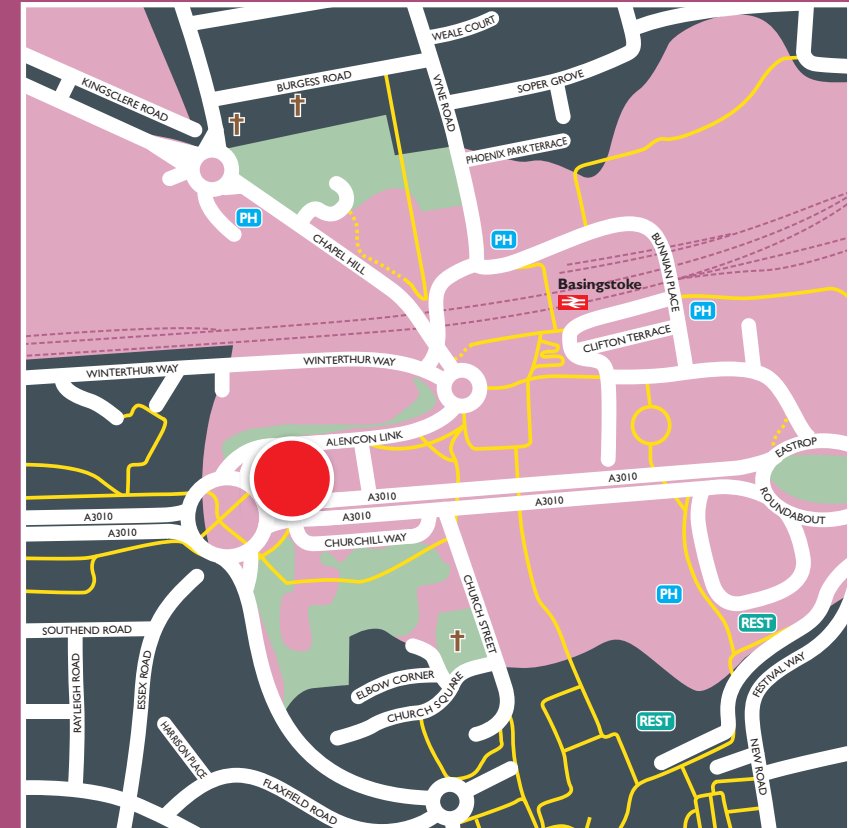 WEALE COURT
KINGSCLERE ROAD
BURGESS ROAD
VYNE ROAD
SOPER GROVE
PHOENIX PARK TERRACE
PH
CHAPEL HILL
PH
BUNNIAN PLACE
Basingstoke
PH
CLIFTON TERRACE
WINTERTHUR WAY
WINTERTHUR WAY
ALENCON LINK
EASTROP
ROUNDABOUT
A3010
A3010
A3010
A3010
A3010
A3010
CHURCHILL WAY
CHURCH STREET
PH
REST
SOUTHEND ROAD
RAYLEIGH ROAD
ESSEX ROAD
ELBOW CORNER
CHURCH SQUARE
FESTIVAL WAY
REST
HARRISON PLACE
NEW ROAD
FLAXFIELD ROAD